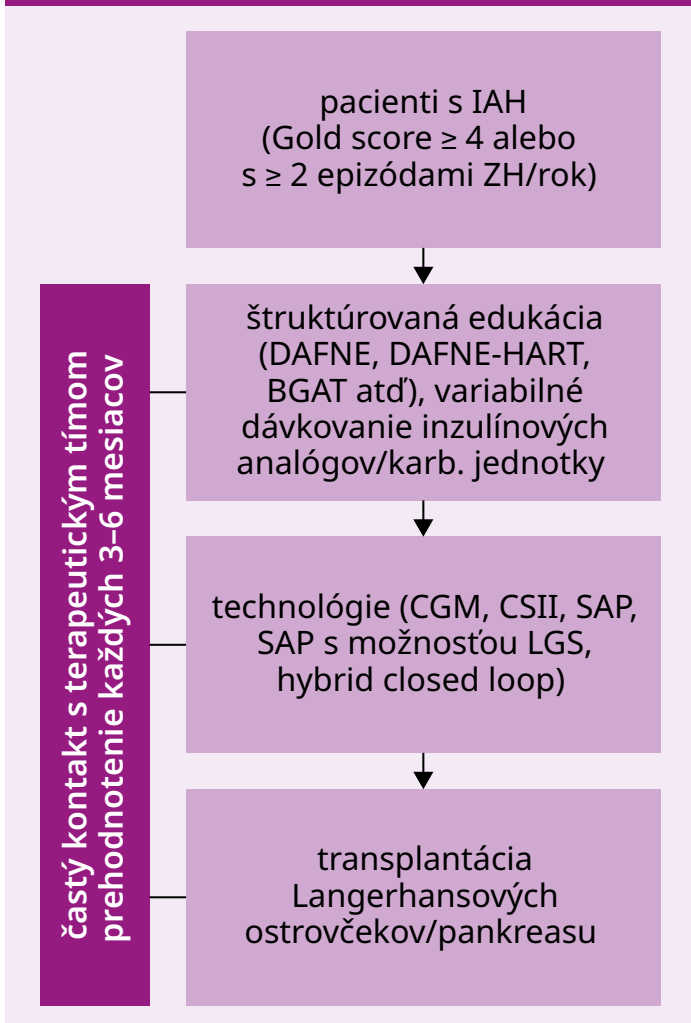 pacienti s IAH
(Gold score ≥ 4 alebo
s ≥ 2 epizódami ZH/rok)
štruktúrovaná edukácia
(DAFNE, DAFNE-HART,
BGAT atď), variabilné
dávkovanie inzulínových
analógov/karb. jednotky
technológie (CGM, CSII, SAP,
SAP s možnosťou LGS,
hybrid closed loop)
transplantácia
Langerhansových
ostrovčekov/pankreasu
častý kontakt s terapeutickým tímom
prehodnotenie každých 3–6 mesiacov